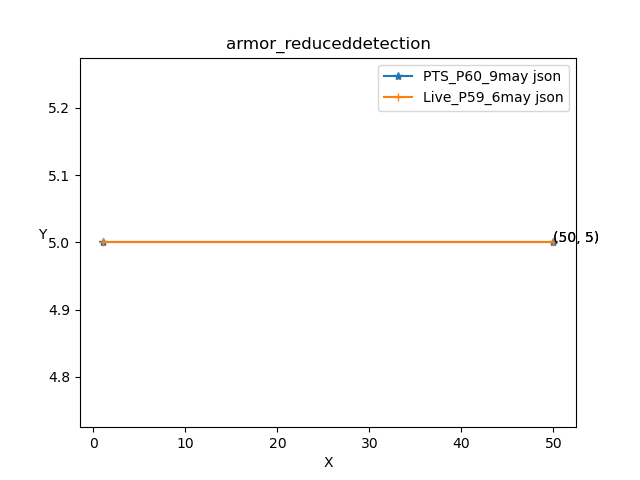 armor_reduceddetection
PTS_P60_9may json
Live_P59_6may json
5.2
5.1
5.0
4.9
4.8
Y
(50, 5)
0 10 20 30 40 50
X